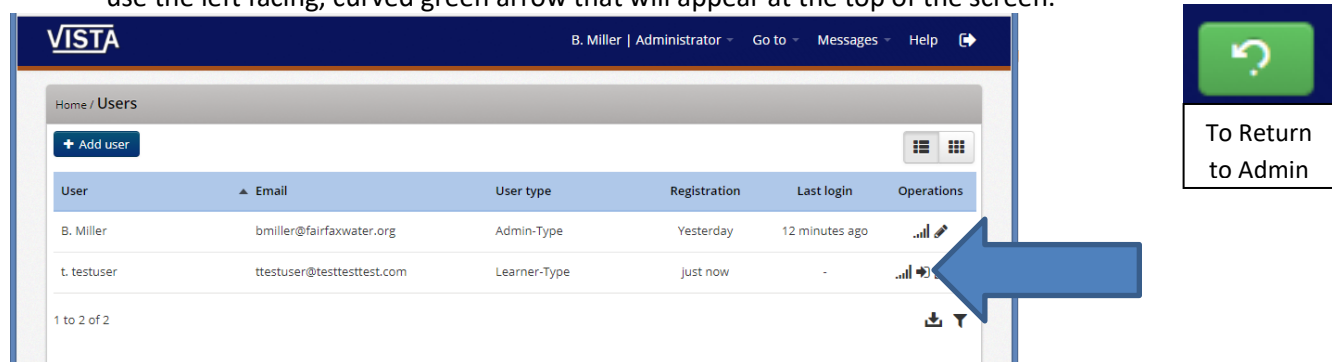 use the left facing, curved green arrow that will appear at the top of the screen.
VISTA
B. Miller | Administrator Go to Messages Help
Home / Users
+ Add user
User Email User type Registration Last login Operations
B. Miller bmiller@fairfaxwater.org Admin-Type Yesterday 12 minutes ago
t. testuser ttestuser@testtesttest.com Learner-Type just now -
1 to 2 of 2
To Return
to Admin